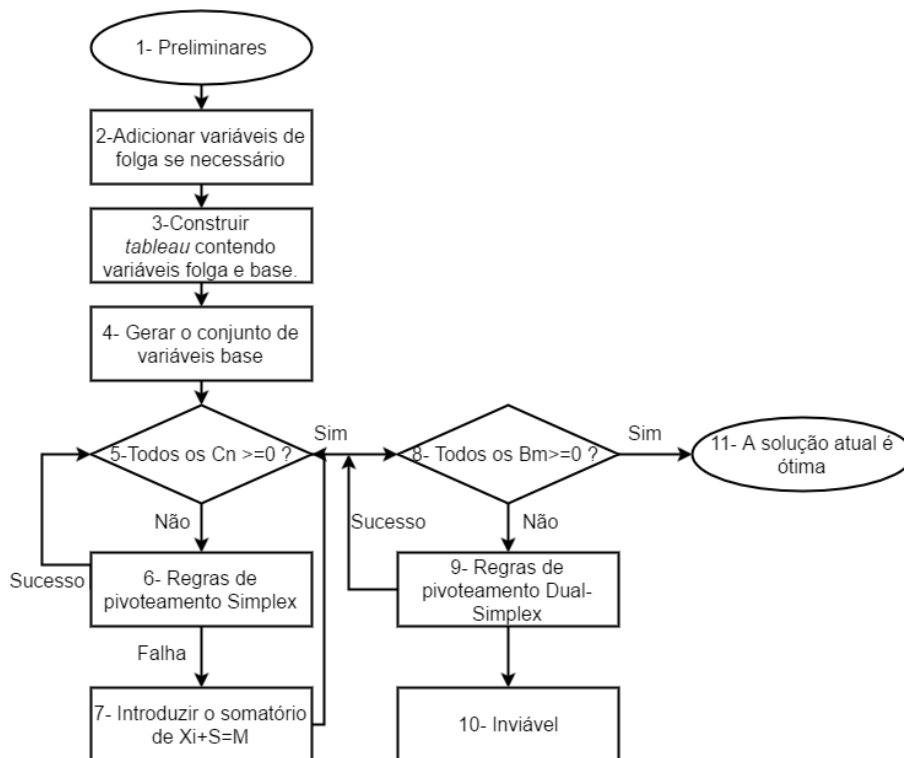 1- Preliminares
2-Adicionar variáveis de
folga se necessário
3-Construir
tableau contendo
variáveis folga e base.
4- Gerar o conjunto de
variáveis base
5-Todos os Cn >=0 ?
Sim
8- Todos os Bm>=0 ?
Sim
11- A solução atual é
ótima
Não
Sucesso
Não
Sucesso
6- Regras de
pivoteamento Simplex
9- Regras de
pivoteamento Dual-
Simplex
Falha
7- Introduzir o somatório
de Xi+S=M
10- Inviável